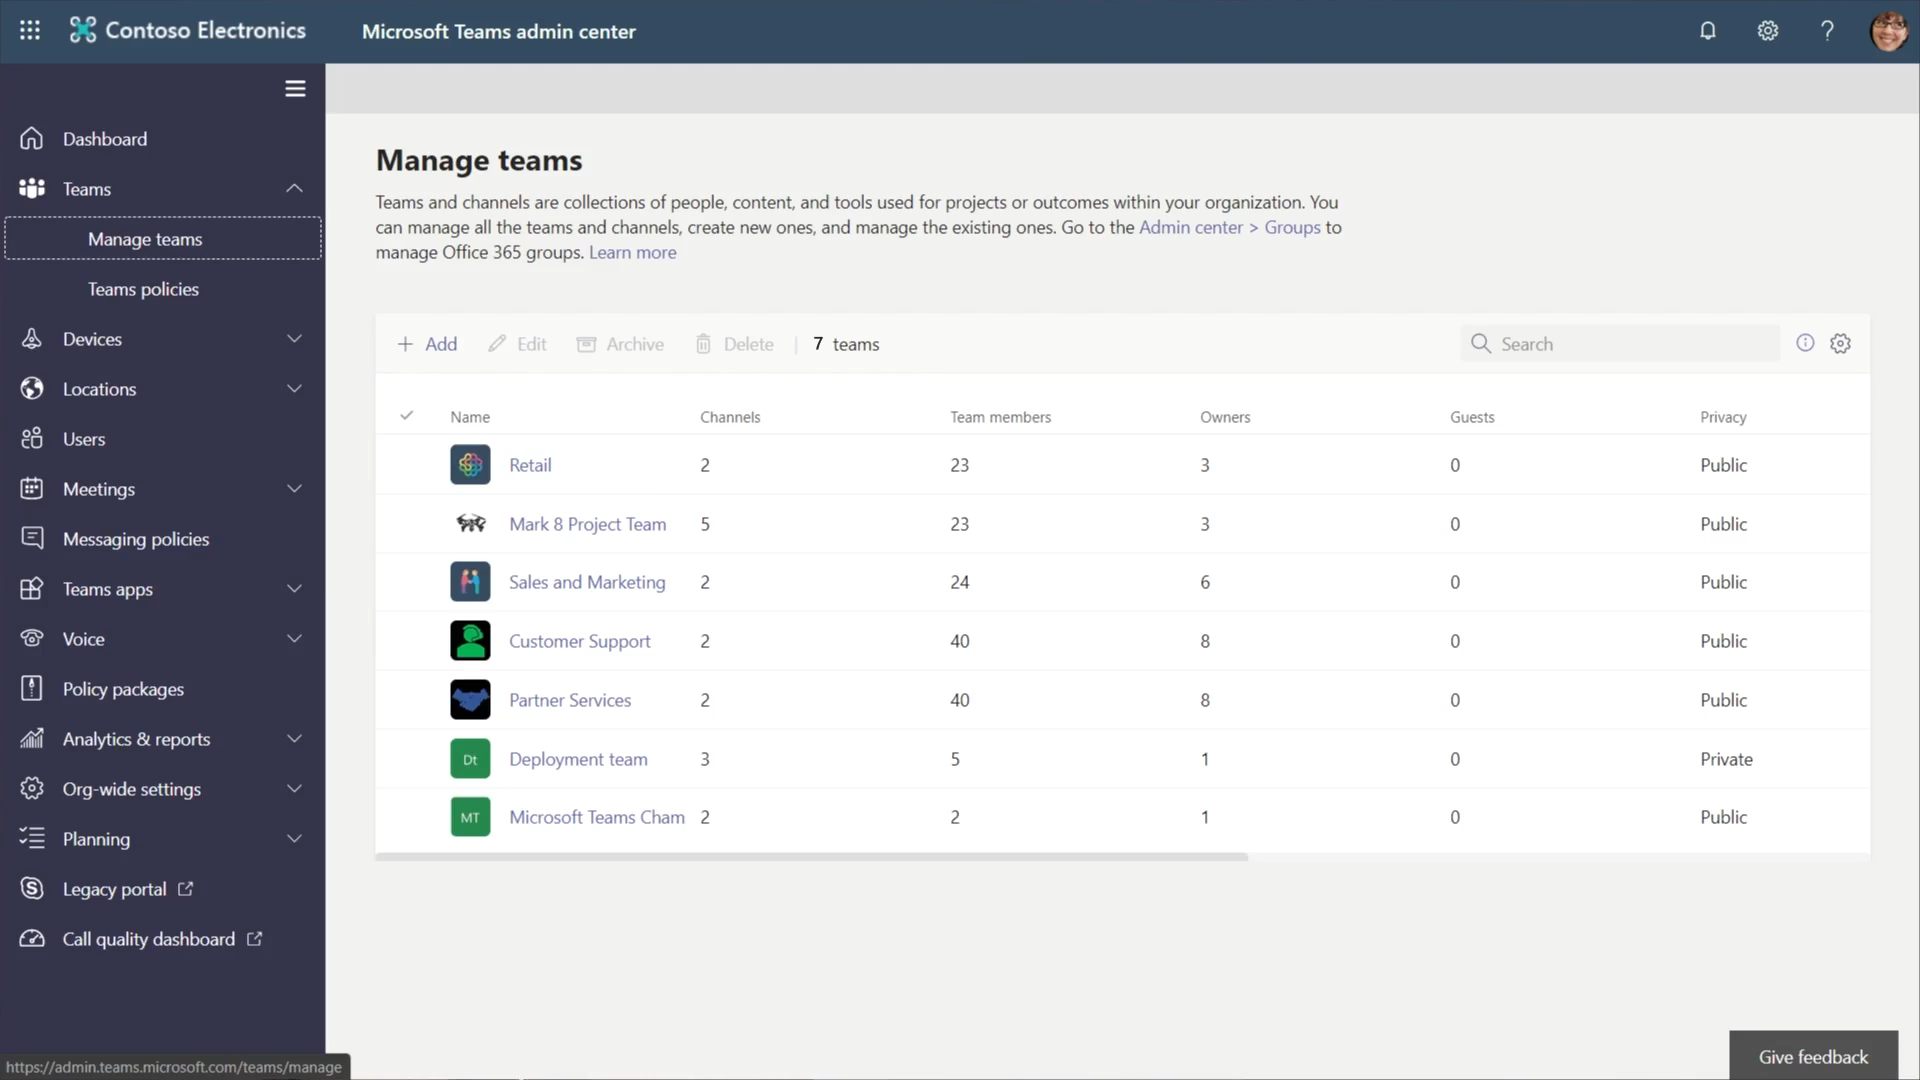 Contoso Electronics
Microsoft Teams admin center
Dashboard
Teams
Manage teams
Teams policies
Devices
Locations
Users
Meetings
Messaging policies
Teams apps
Voice
Policy packages
Analytics & reports
Org-wide settings
Planning
Legacy portal
Call quality dashboard
https://admin.teams.microsoft.com/teams/manage
Manage teams
Teams and channels are collections of people, content, and tools used for projects or outcomes within your organization. You
can manage all the teams and channels, create new ones, and manage the existing ones. Go to the Admin center > Groups to
manage Office 365 groups. Learn more
+ Add Edit Archive Delete | 7 teams Search
Name Channels Team members Owners Guests Privacy
Retail 2 23 3 0 Public
Mark 8 Project Team 5 23 3 0 Public
Sales and Marketing 2 24 6 0 Public
Customer Support 2 40 8 0 Public
Partner Services 2 40 8 0 Public
Dt Deployment team 3 5 1 0 Private
MT Microsoft Teams Cham 2 2 1 0 Public
Give feedback